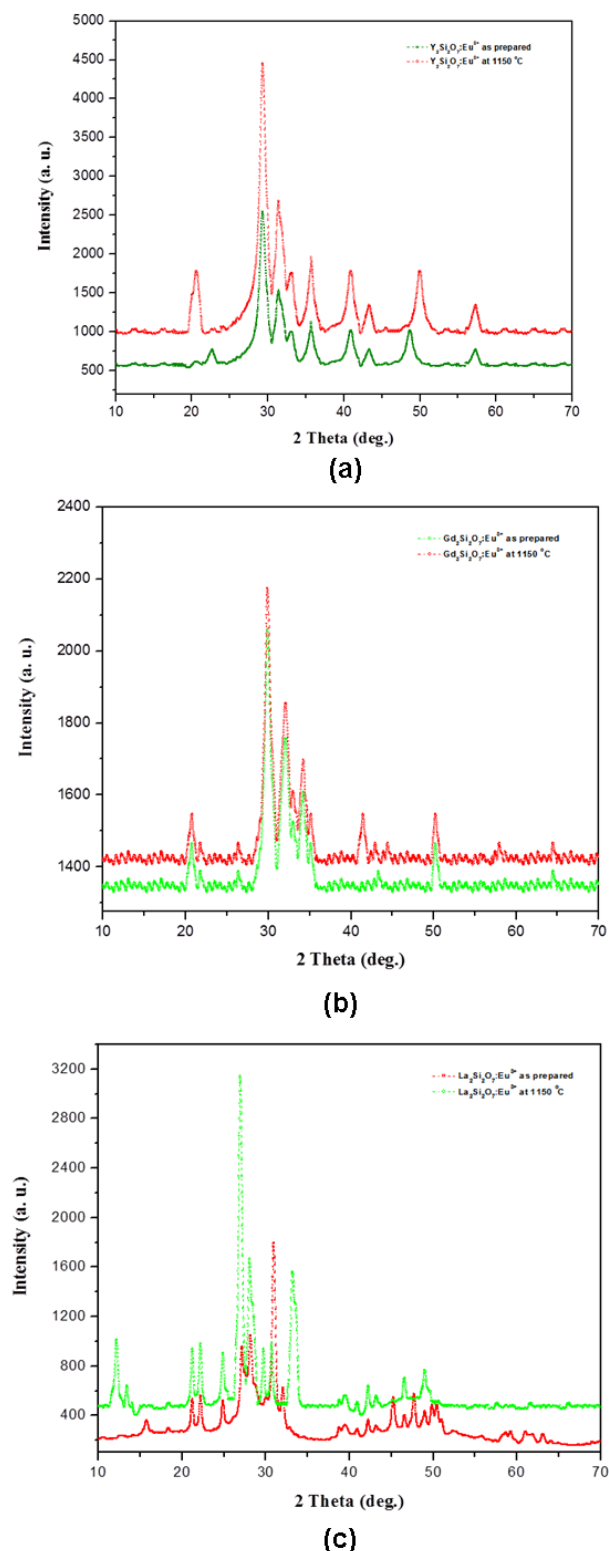 5000
4500
4000
3500
3000
2500
2000
1500
1000
500
Intensity (a. u.)
Y₂Si₂O₇:Eu³⁺ as prepared
Y₂Si₂O₇:Eu³⁺ at 1150 ⁰C
10 20 30 40 50 60 70
2 Theta (deg.)
(a)
2400
2200
2000
1800
1600
1400
Intensity (a. u.)
Gd₂Si₂O₇:Eu³⁺ as prepared
Gd₂Si₂O₇:Eu³⁺ at 1150 ⁰C
10 20 30 40 50 60 70
2 Theta (deg.)
(b)
3200
2800
2400
2000
1600
1200
800
400
Intensity (a. u.)
La₂Si₂O₇:Eu³⁺ as prepared
La₂Si₂O₇:Eu³⁺ at 1150 ⁰C
10 20 30 40 50 60 70
2 Theta (deg.)
(c)